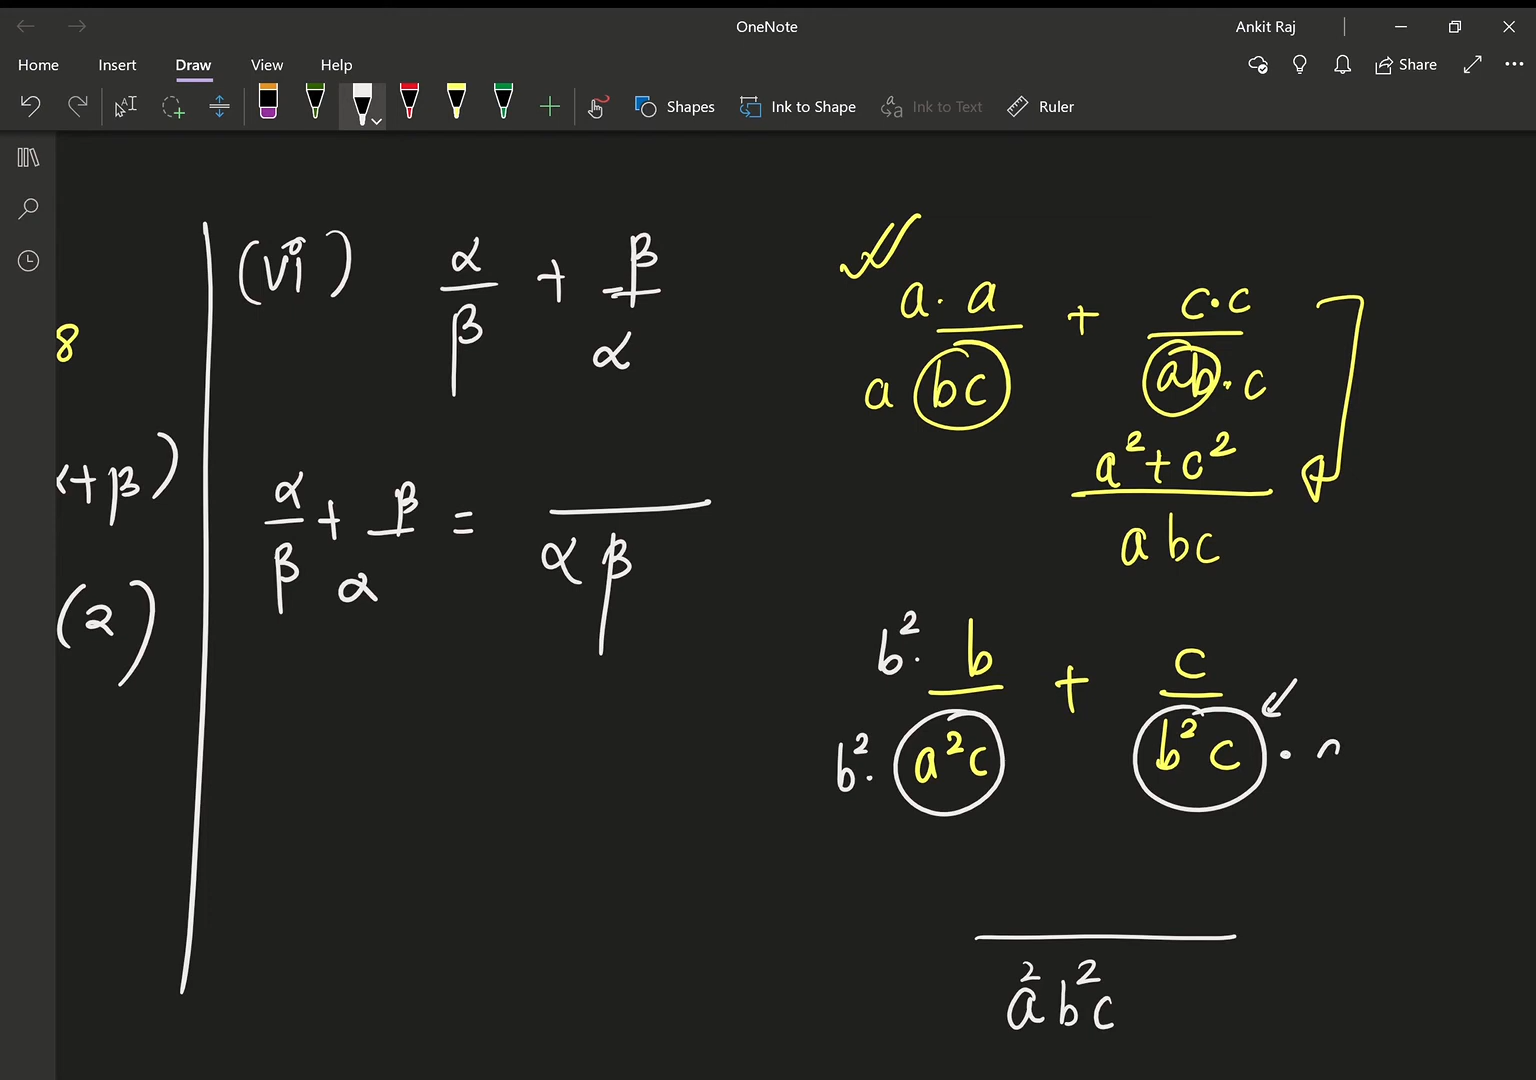 OneNote
Ankit Raj
Home Insert Draw View Help
Share
Shapes Ink to Shape Ink to Text Ruler
(vi) α/β + β/α
8
+ β)
(2)
α/β + β/α = /αβ
a·a/a bc + c·c/ab·c
a²+c²/abc
b²·b/b²·a²c + c/b²c·
/a²b²c